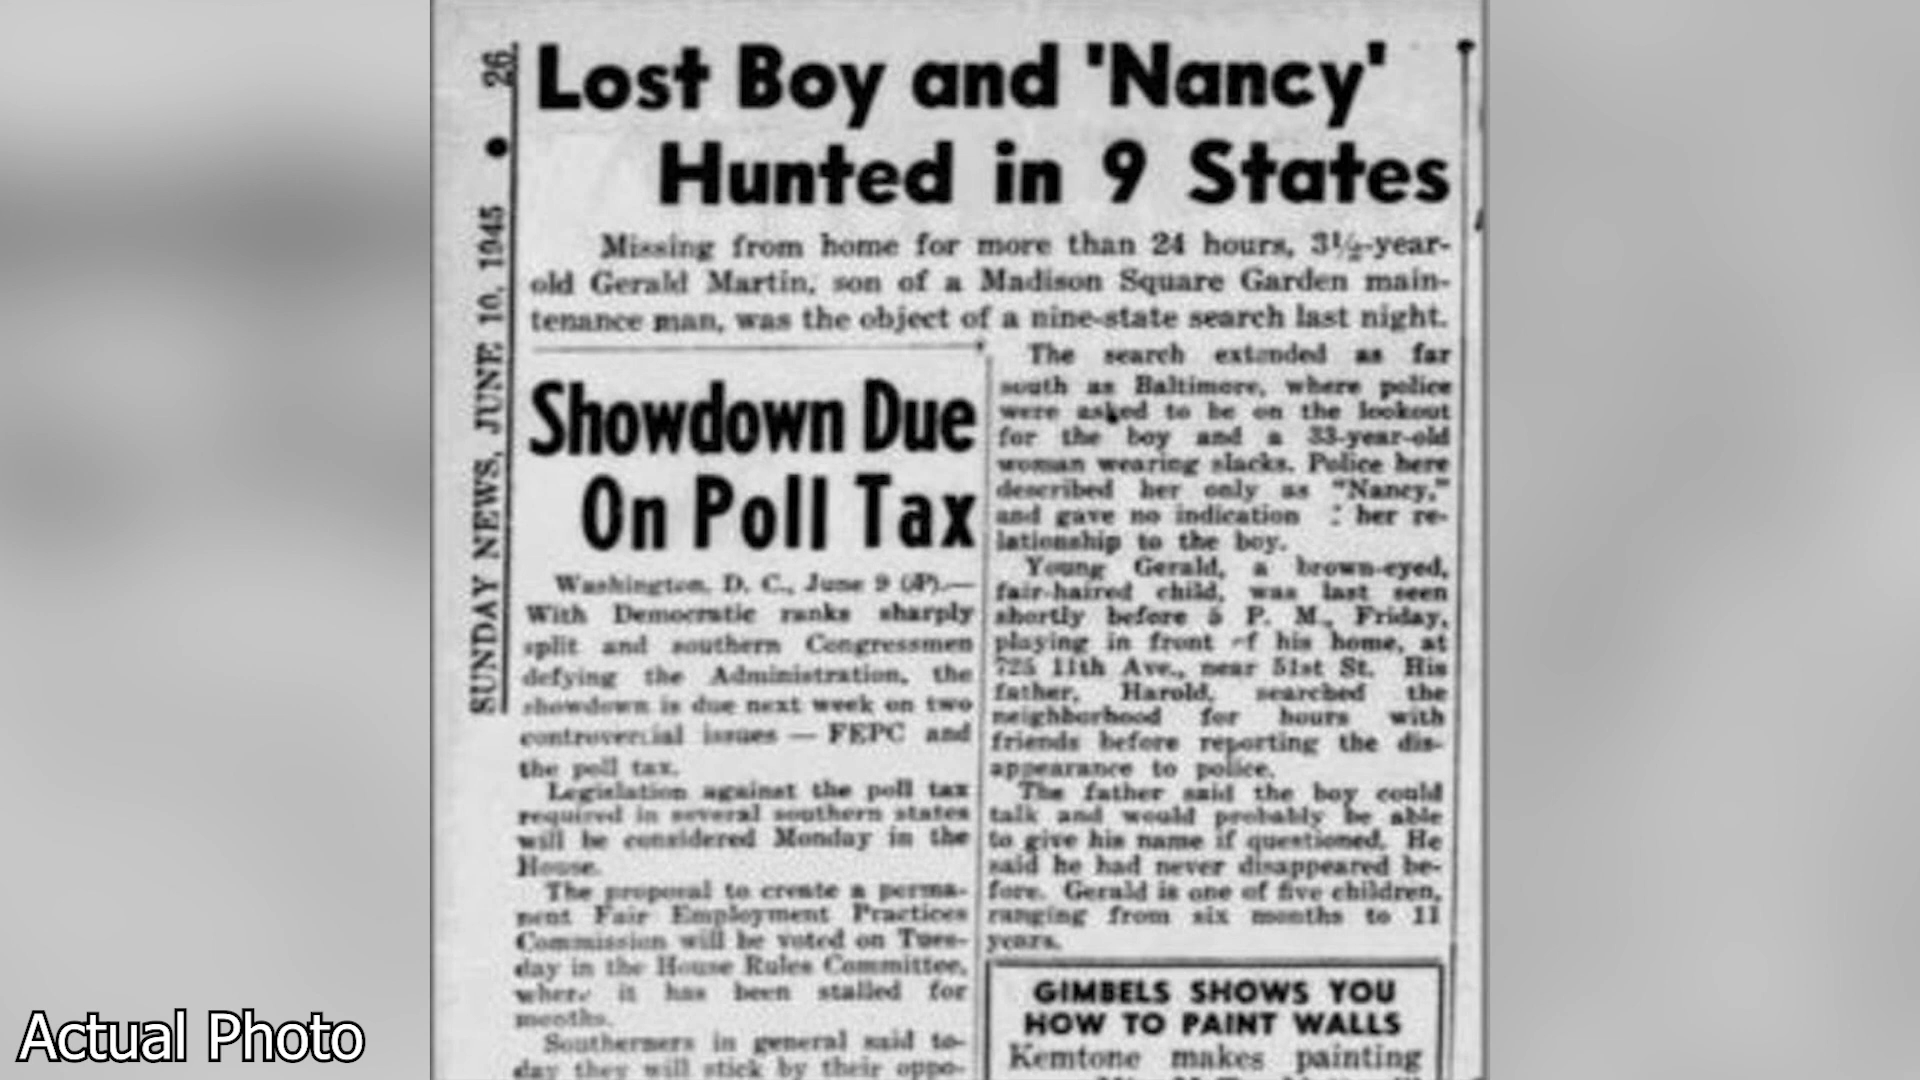 SUNDAY NEWS, JUNE 10, 1945 • 26
Lost Boy and 'Nancy'
Hunted in 9 States
Missing from home for more than 24 hours, 3½-year-
old Gerald Martin, son of a Madison Square Garden main-
tenance man, was the object of a nine-state search last night.
The search extended as far
south as Baltimore, where police
were asked to be on the lookout
for the boy and a 33-year-old
woman wearing slacks. Police here
described her only as "Nancy,"
and gave no indication : her re-
lationship to the boy.
Young Gerald, a brown-eyed,
fair-haired child, was last seen
shortly before 5 P. M., Friday,
playing in front of his home, at
725 11th Ave., near 51st St. His
father, Harold, searched the
neighborhood for hours with
friends before reporting the dis-
appearance to police.
The father said the boy could
talk and would probably be able
to give his name if questioned. He
said he had never disappeared be-
fore. Gerald is one of five children,
ranging from six months to 11
years.
Showdown Due
On Poll Tax
Washington, D. C., June 9 (AP).—
With Democratic ranks sharply
split and southern Congressmen
defying the Administration, the
showdown is due next week on two
controversial issues — FEPC and
the poll tax.
Legislation against the poll tax
required in several southern states
will be considered Monday in the
House.
The proposal to create a perma-
nent Fair Employment Practices
Commission will be voted on Tues-
day in the House Rules Committee,
where it has been stalled for
months.
Southerners in general said to-
day they will stick by their oppo-
GIMBELS SHOWS YOU
HOW TO PAINT WALLS
Kemtone makes painting
Actual Photo